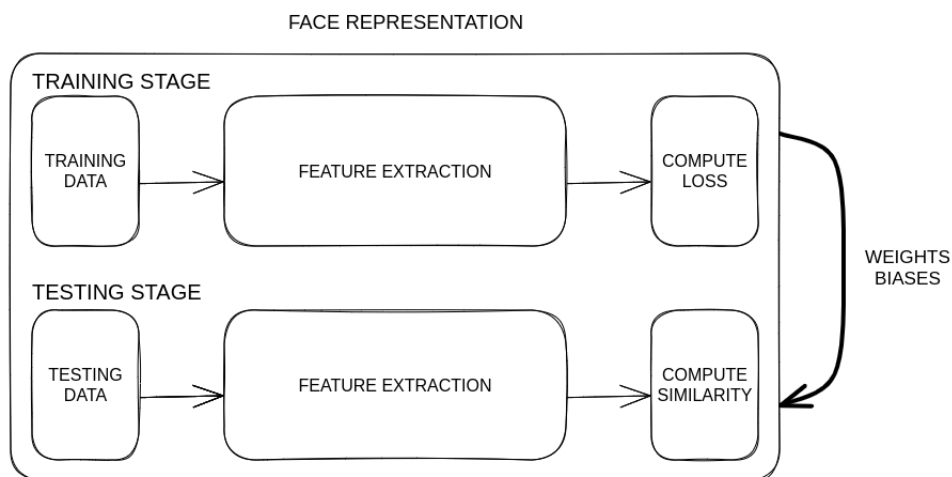 FACE REPRESENTATION
TRAINING STAGE
TRAINING
DATA
FEATURE EXTRACTION
COMPUTE
LOSS
WEIGHTS
BIASES
TESTING STAGE
TESTING
DATA
FEATURE EXTRACTION
COMPUTE
SIMILARITY